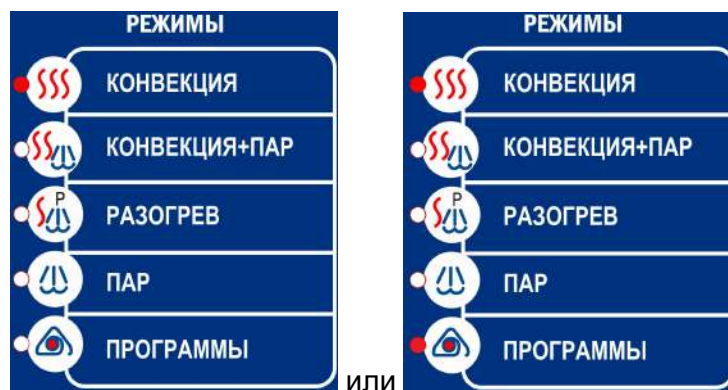 РЕЖИМЫ
КОНВЕКЦИЯ
КОНВЕКЦИЯ+ПАР
P
РАЗОГРЕВ
ПАР
ПРОГРАММЫ
или
РЕЖИМЫ
КОНВЕКЦИЯ
КОНВЕКЦИЯ+ПАР
P
РАЗОГРЕВ
ПАР
ПРОГРАММЫ